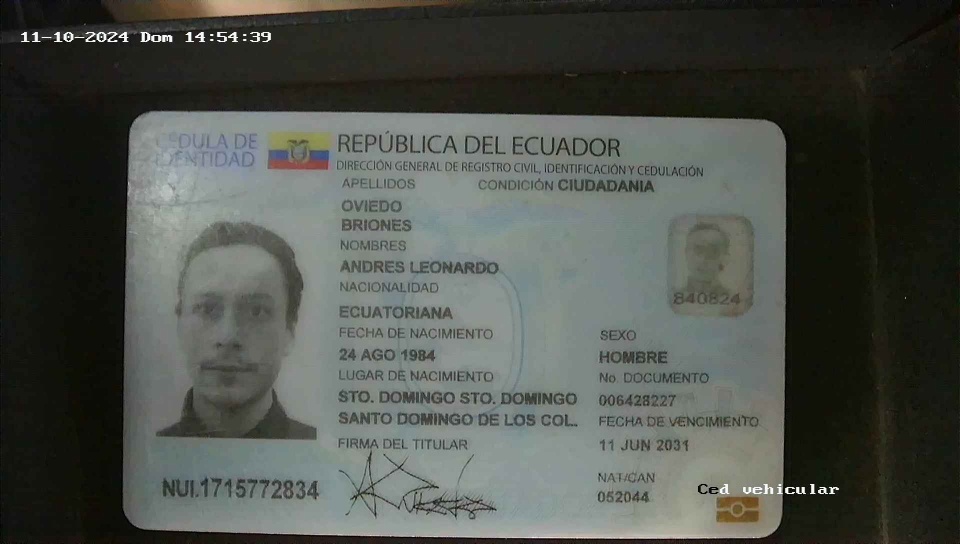 11-10-2024 Dom 14:54:39
CÉDULA DE IDENTIDAD
REPÚBLICA DEL ECUADOR
DIRECCIÓN GENERAL DE REGISTRO CIVIL, IDENTIFICACIÓN Y CEDULACIÓN
APELLIDOS CONDICIÓN CIUDADANIA
OVIEDO
BRIONES
NOMBRES
ANDRES LEONARDO
NACIONALIDAD
ECUATORIANA
FECHA DE NACIMIENTO
24 AGO 1984
LUGAR DE NACIMIENTO
STO. DOMINGO STO. DOMINGO
SANTO DOMINGO DE LOS COL.
FIRMA DEL TITULAR
840824
SEXO
HOMBRE
No. DOCUMENTO
006428227
FECHA DE VENCIMIENTO
11 JUN 2031
NAT/CAN
052044
NUI.1715772834
Ced vehicular